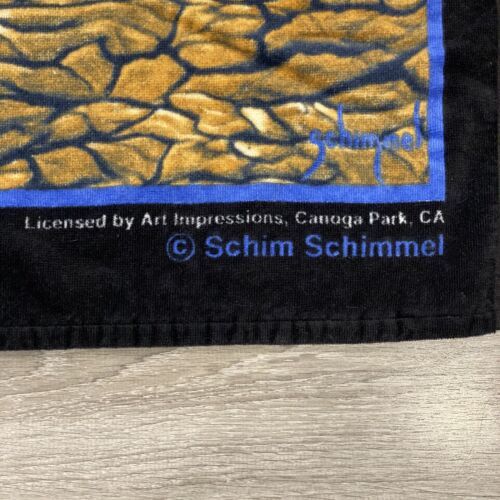 schimmel
Licensed by Art Impressions, Canoga Park, CA
© Schim Schimmel